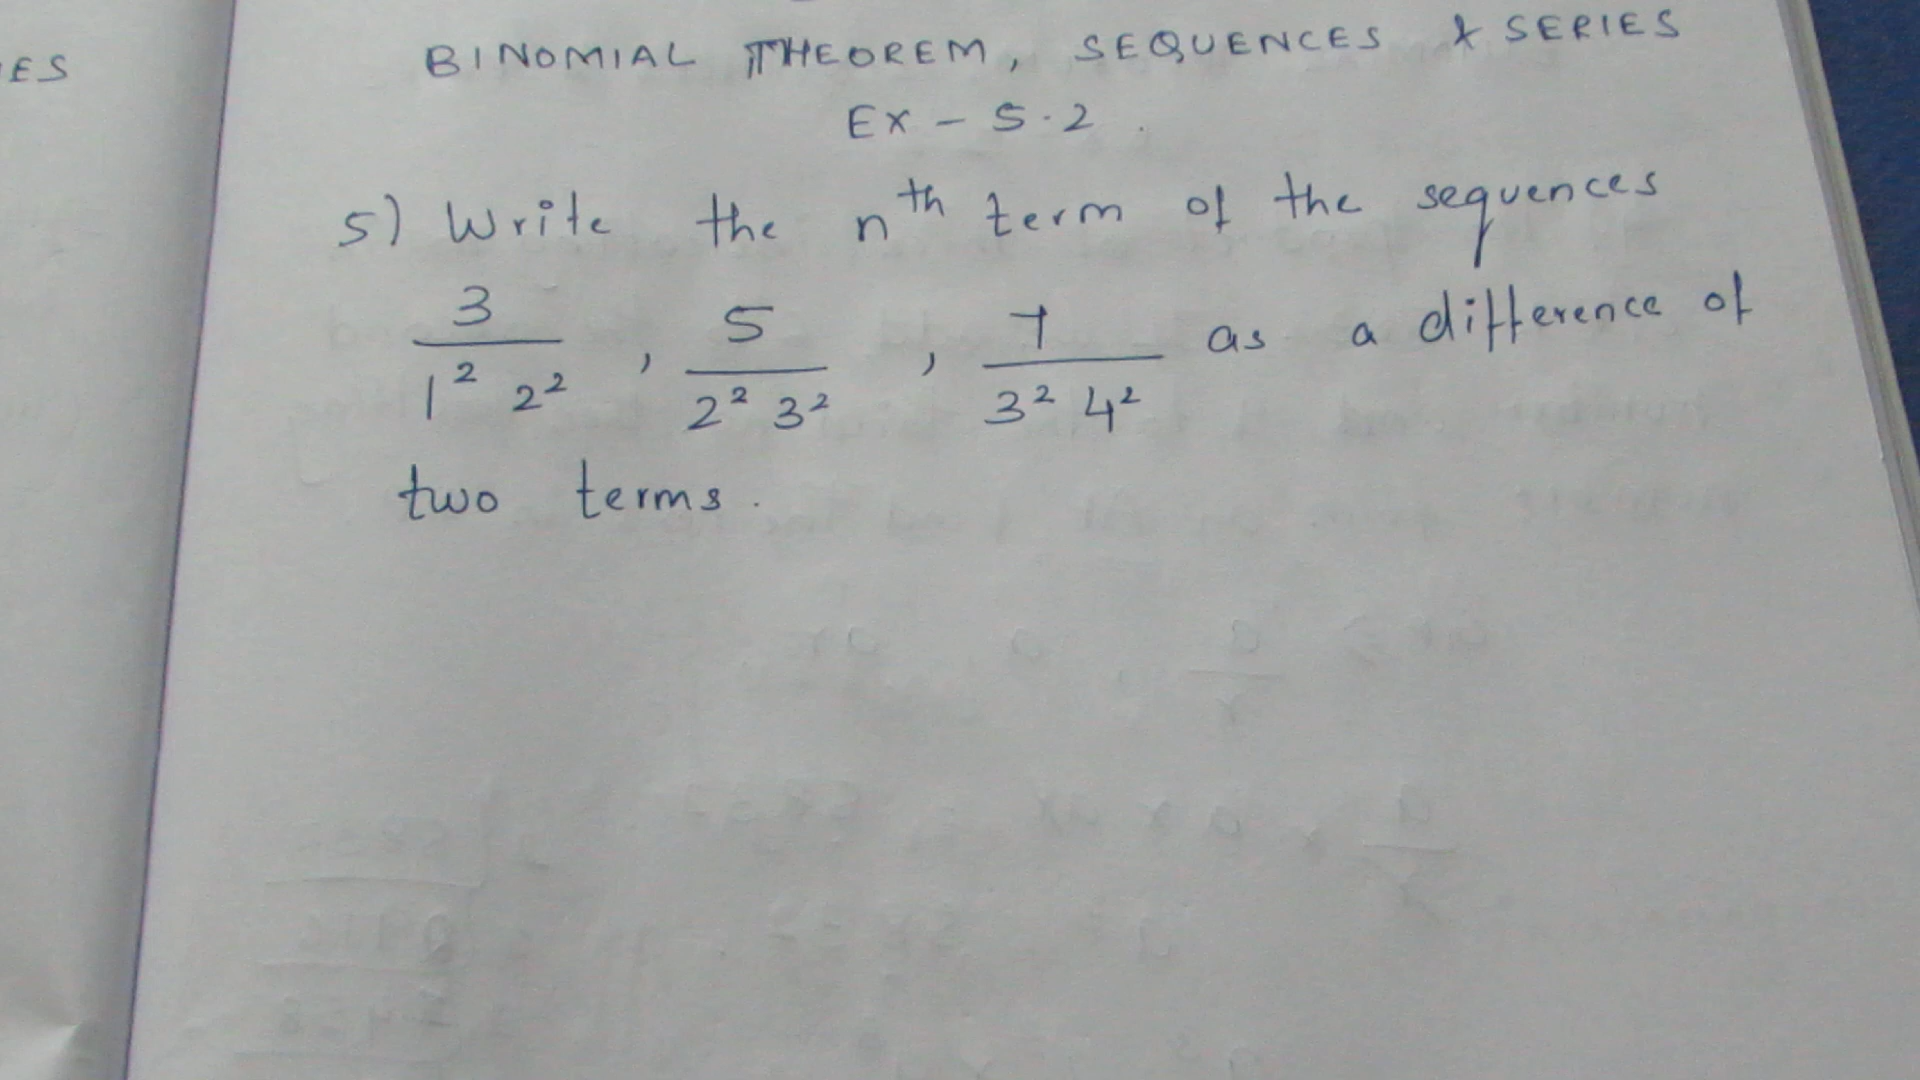 ES
BINOMIAL THEOREM, SEQUENCES & SERIES
Ex - 5.2.
5) Write the nth term of the sequences
3/1² 2², 5/2² 3², 7/3² 4² as a difference of
two terms.